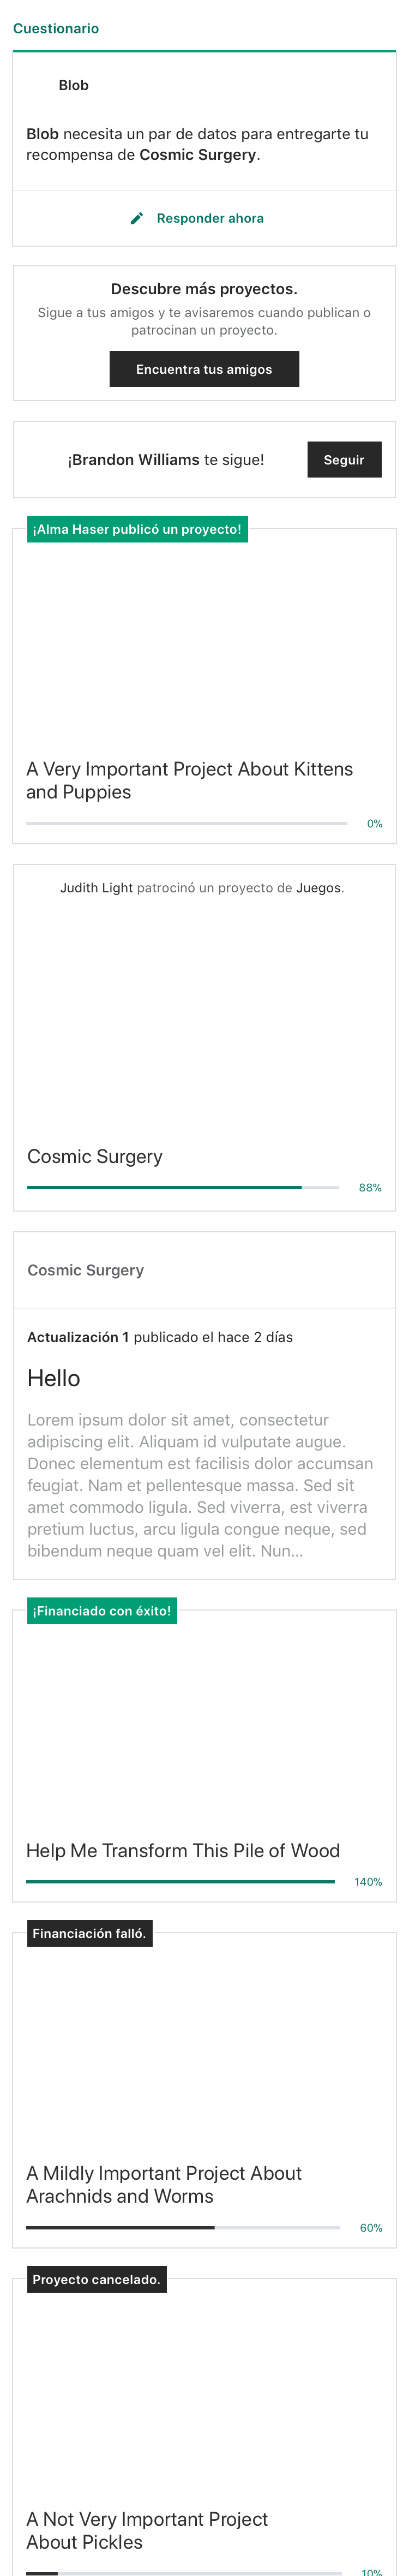 Cuestionario
Blob
Blob necesita un par de datos para entregarte tu
recompensa de Cosmic Surgery.
Responder ahora
Descubre más proyectos.
Sigue a tus amigos y te avisaremos cuando publican o
patrocinan un proyecto.
Encuentra tus amigos
¡Brandon Williams te sigue!
Seguir
¡Alma Haser publicó un proyecto!
A Very Important Project About Kittens
and Puppies
0%
Judith Light patrocinó un proyecto de Juegos.
Cosmic Surgery
88%
Cosmic Surgery
Actualización 1 publicado el hace 2 días
Hello
Lorem ipsum dolor sit amet, consectetur
adipiscing elit. Aliquam id vulputate augue.
Donec elementum est facilisis dolor accumsan
feugiat. Nam et pellentesque massa. Sed sit
amet commodo ligula. Sed viverra, est viverra
pretium luctus, arcu ligula congue neque, sed
bibendum neque quam vel elit. Nun...
¡Financiado con éxito!
Help Me Transform This Pile of Wood
140%
Financiación falló.
A Mildly Important Project About
Arachnids and Worms
60%
Proyecto cancelado.
A Not Very Important Project
About Pickles
10%